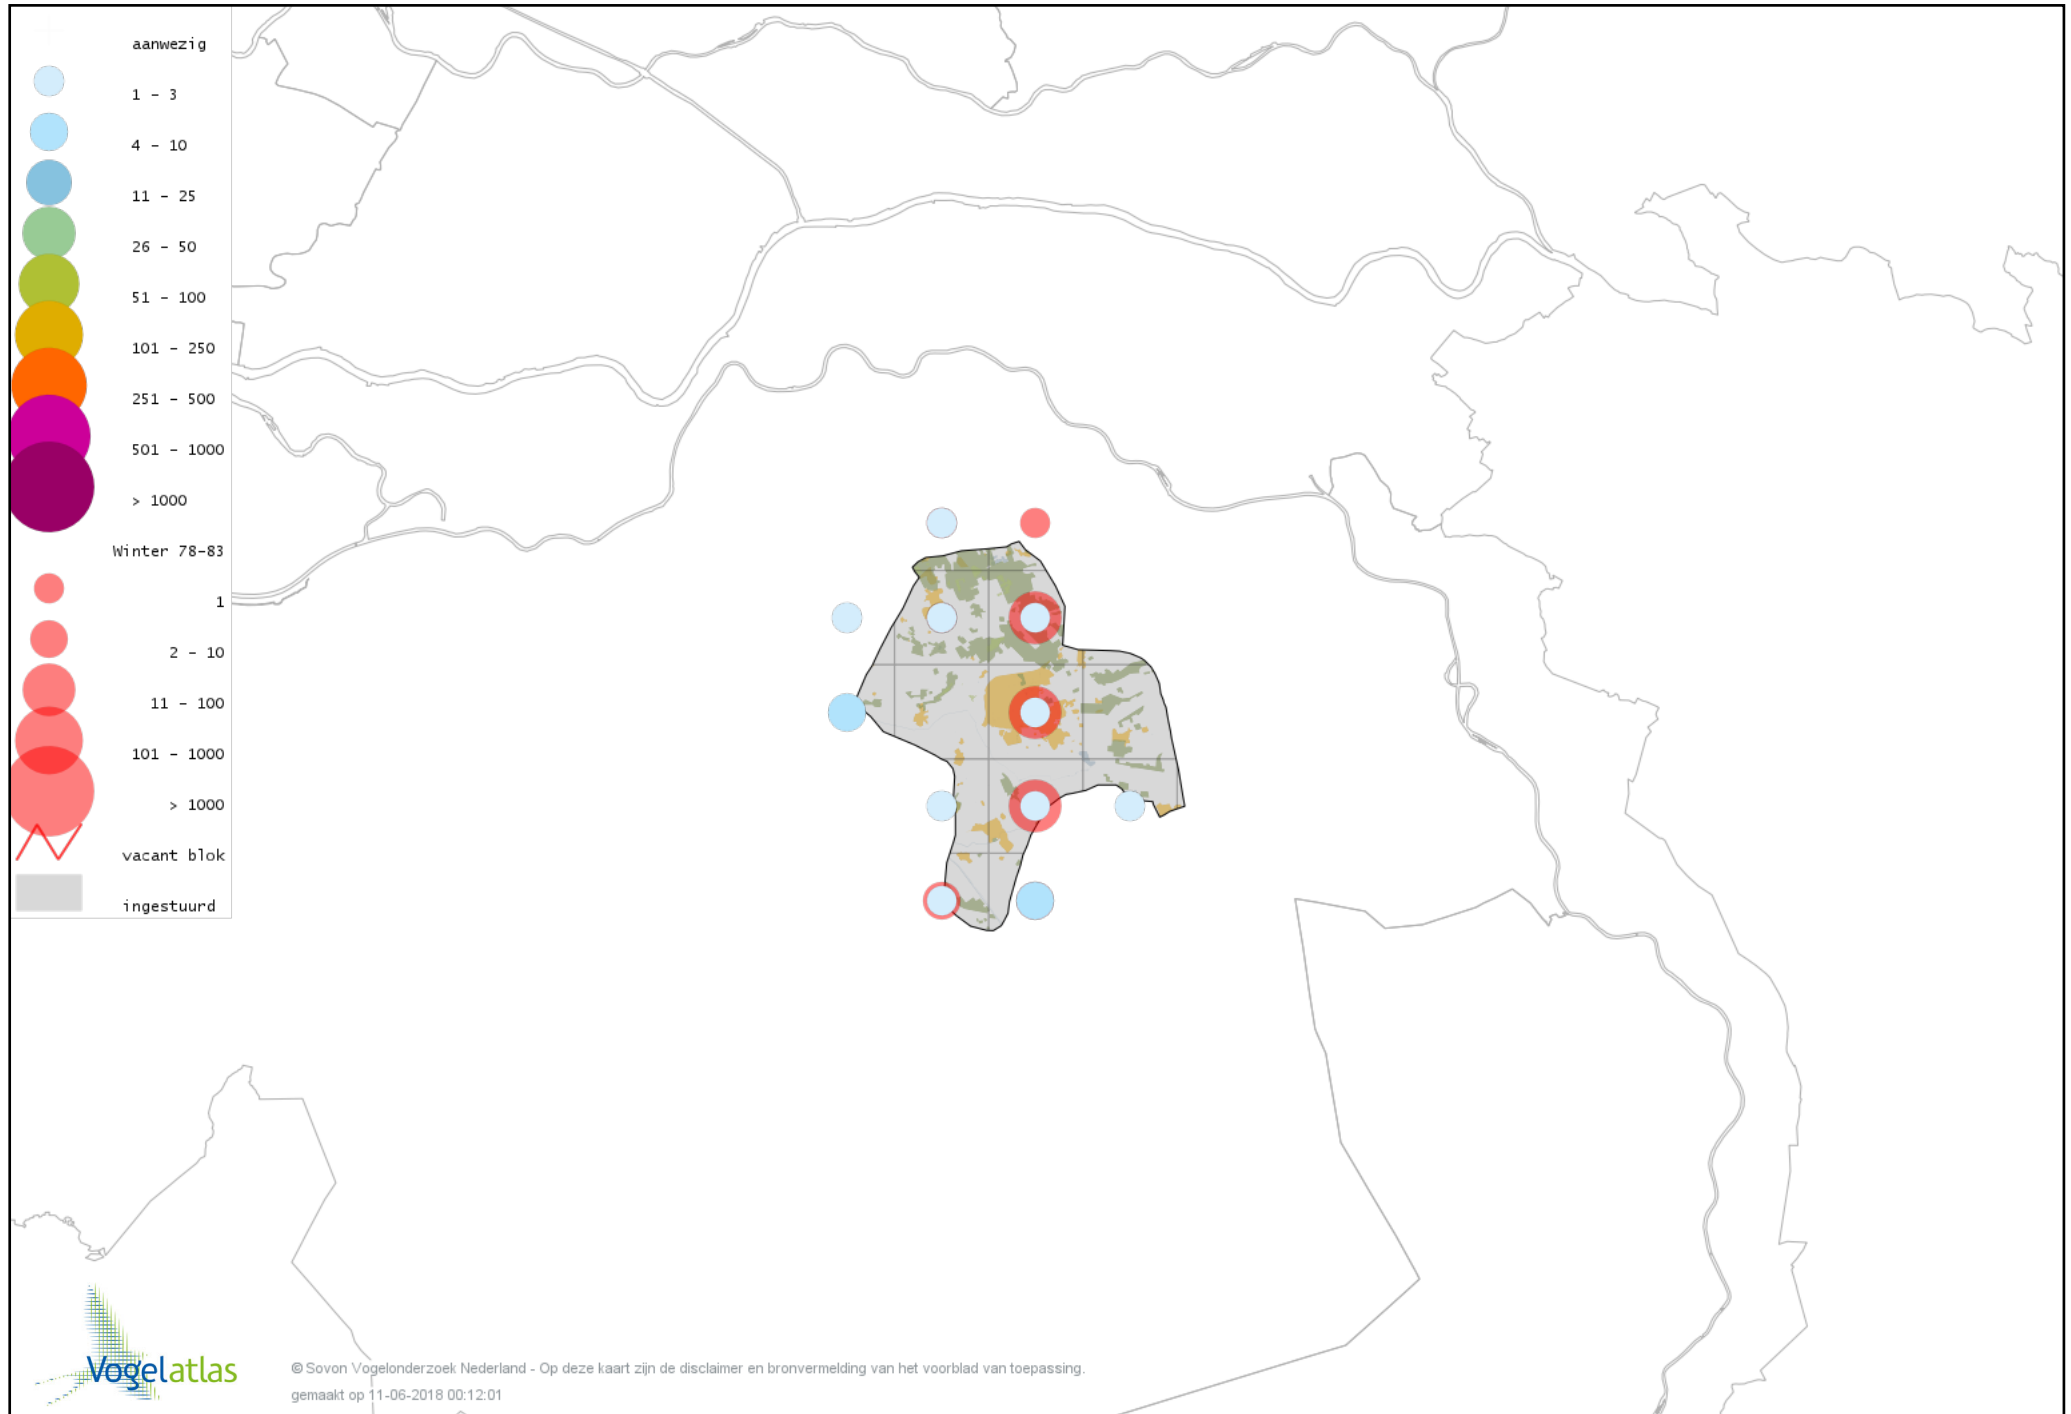 aanwezig
1 - 3
4 - 10
11 - 25
26 - 50
51 - 100
101 - 250
251 - 500
501 - 1000
> 1000
Winter 78-83
1
2 - 10
11 - 100
101 - 1000
> 1000
vacant blok
ingestuurd
Vogelatlas
© Sovon Vogelonderzoek Nederland - Op deze kaart zijn de disclaimer en bronvermelding van het voorblad van toepassing.
gemaakt op 11-06-2018 00:12:01